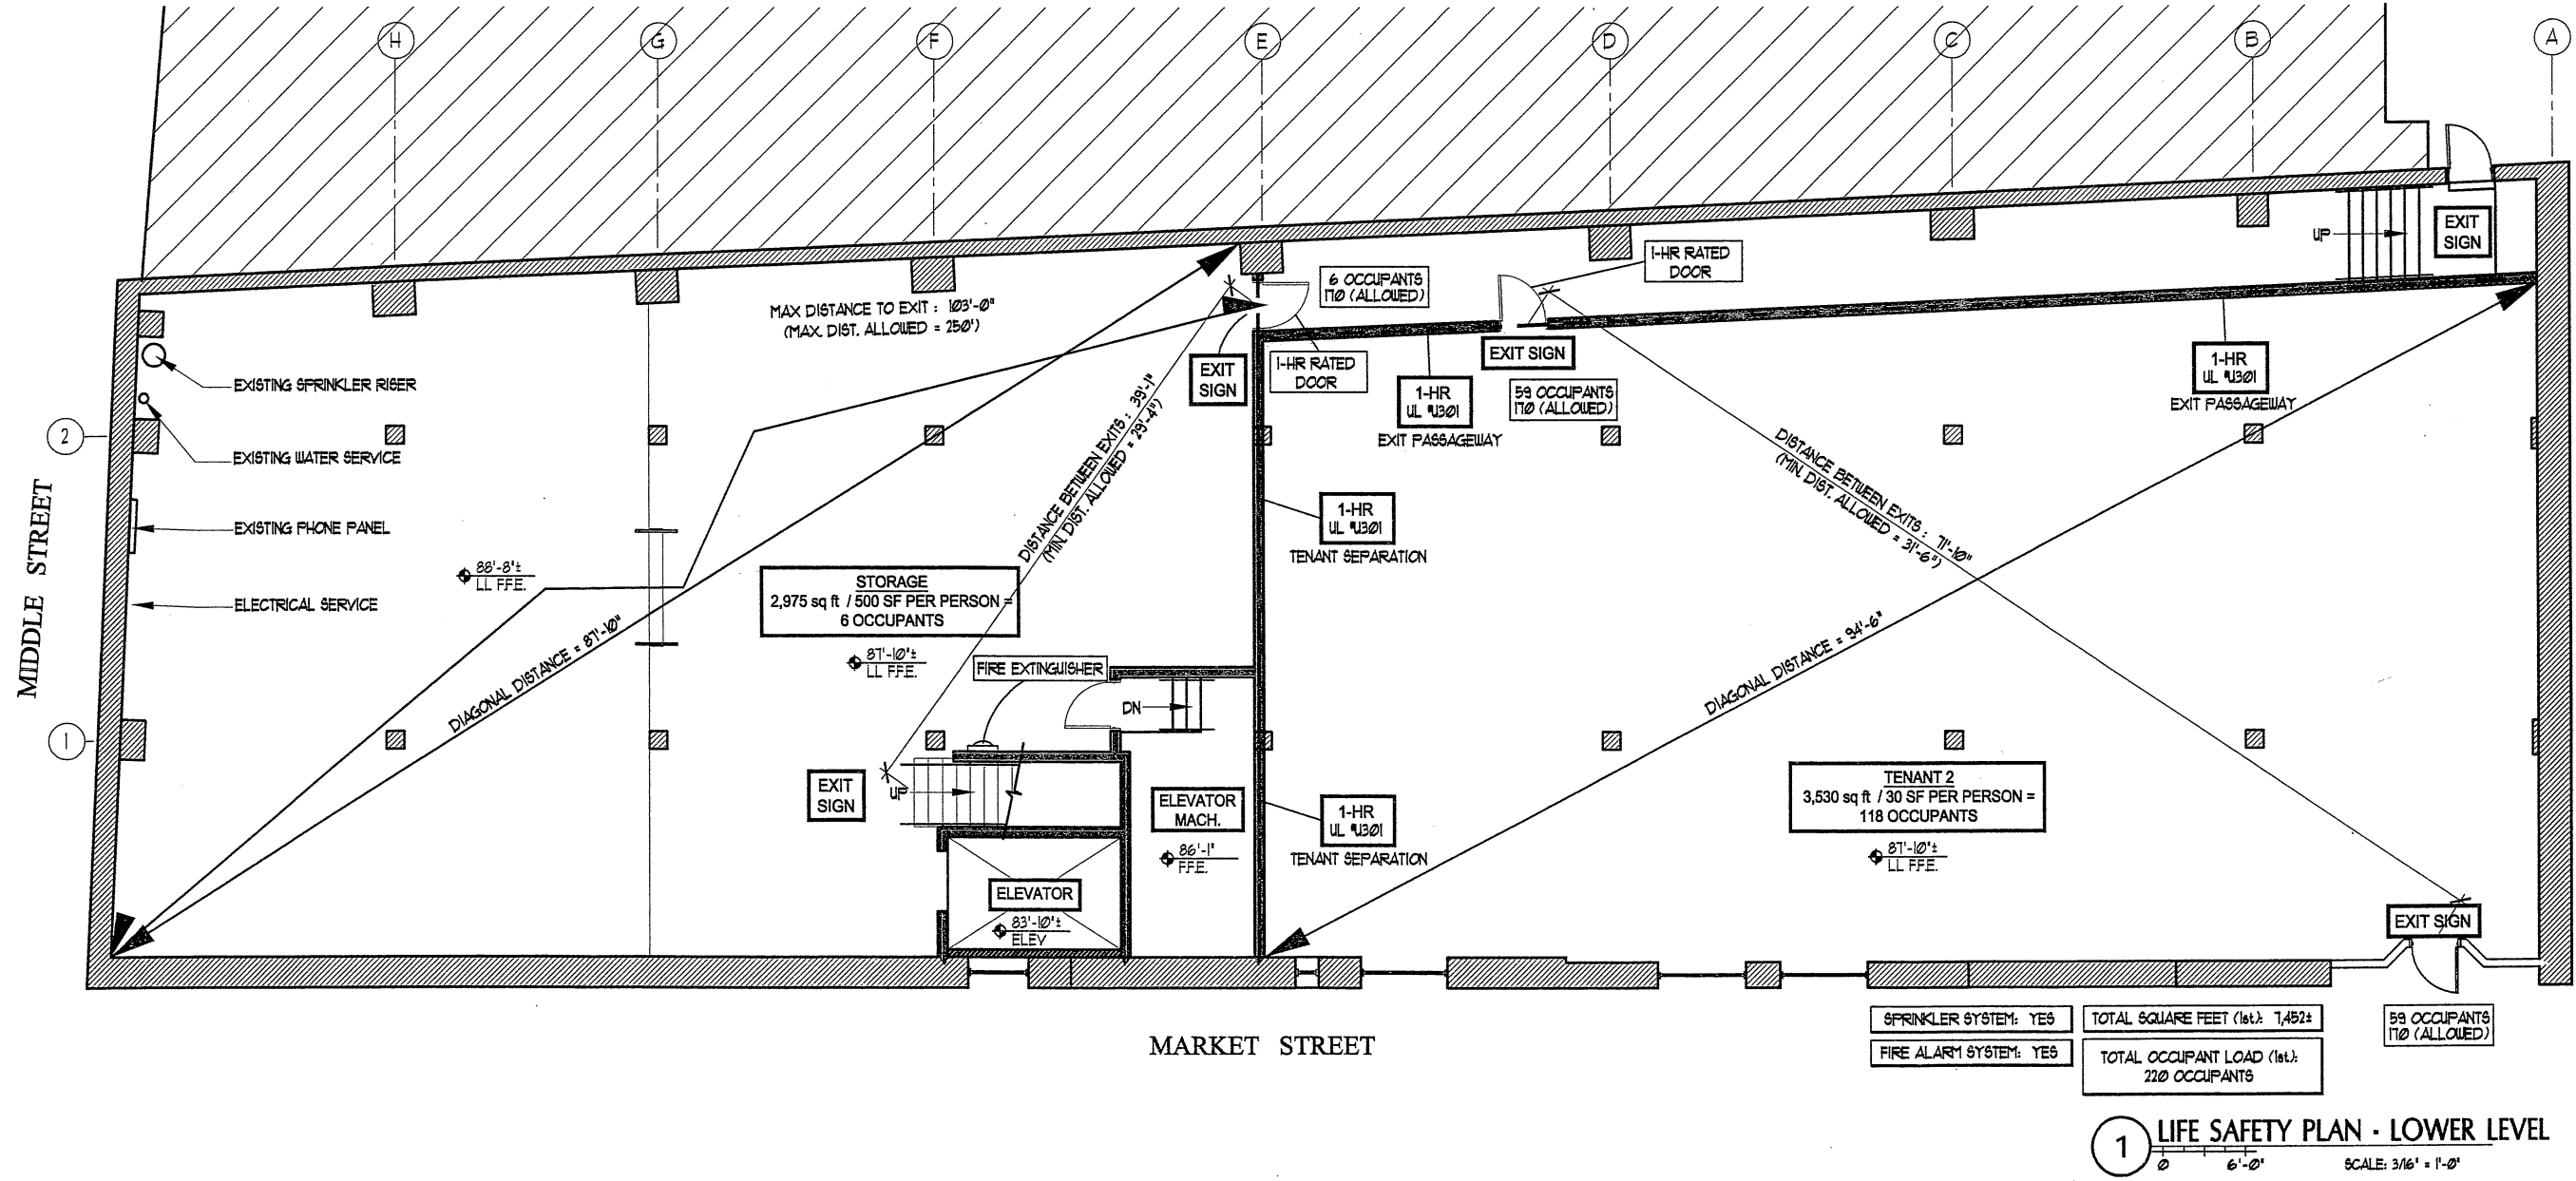 H
G
F
E
D
C
B
A
EXIT
SIGN
UP
1-HR RATED
DOOR
6 OCCUPANTS
170 (ALLOWED)
MAX DISTANCE TO EXIT : 103'-0"
(MAX. DIST. ALLOWED = 250')
EXIT SIGN
1-HR RATED
DOOR
EXIT
SIGN
1-HR
UL #U301
EXIT PASSAGEWAY
59 OCCUPANTS
170 (ALLOWED)
1-HR
UL #U301
EXIT PASSAGEWAY
EXISTING SPRINKLER RISER
2
EXISTING WATER SERVICE
EXISTING PHONE PANEL
ELECTRICAL SERVICE
MIDDLE STREET
88'-8"±
LL F.F.E.
DISTANCE BETWEEN EXITS : 39'-1"
(MIN. DIST. ALLOWED = 29'-4")
DISTANCE BETWEEN EXITS : 71'-10"
(MIN. DIST. ALLOWED = 31'-6")
1-HR
UL #U301
TENANT SEPARATION
STORAGE
2,975 sq ft / 500 SF PER PERSON =
6 OCCUPANTS
87'-10"±
LL F.F.E.
DIAGONAL DISTANCE = 87'-10"
DIAGONAL DISTANCE = 94'-6"
FIRE EXTINGUISHER
DN
1
EXIT
SIGN
UP
ELEVATOR
MACH.
86'-1"
F.F.E.
1-HR
UL #U301
TENANT SEPARATION
TENANT 2
3,530 sq ft / 30 SF PER PERSON =
118 OCCUPANTS
87'-10"±
LL F.F.E.
ELEVATOR
83'-10"±
ELEV
EXIT SIGN
MARKET STREET
SPRINKLER SYSTEM: YES
FIRE ALARM SYSTEM: YES
TOTAL SQUARE FEET (1st.): 7,452±
TOTAL OCCUPANT LOAD (1st.):
220 OCCUPANTS
59 OCCUPANTS
170 (ALLOWED)
1
LIFE SAFETY PLAN - LOWER LEVEL
0 6'-0"
SCALE: 3/16" = 1'-0"